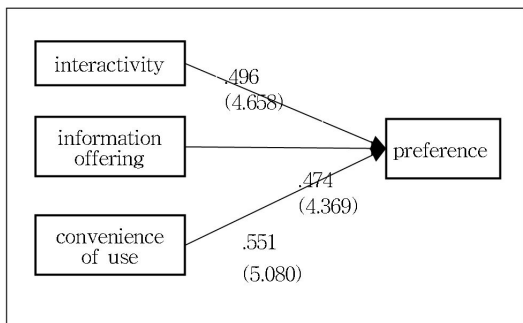 interactivity
.496
(4.658)
information
offering
preference
.474
(4.369)
convenience
of use
.551
(5.080)